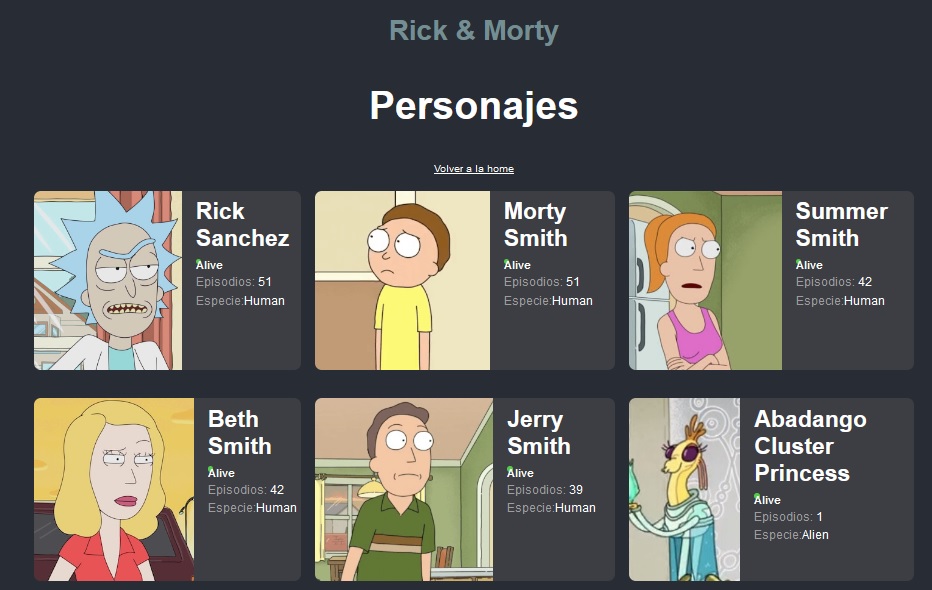 Rick & Morty
Personajes
Volver a la home
Rick
Sanchez
Alive
Episodios: 51
Especie:Human
Morty
Smith
Alive
Episodios: 51
Especie:Human
Summer
Smith
Alive
Episodios: 42
Especie:Human
Beth
Smith
Alive
Episodios: 42
Especie:Human
Jerry
Smith
Alive
Episodios: 39
Especie:Human
Abadango
Cluster
Princess
Alive
Episodios: 1
Especie:Alien